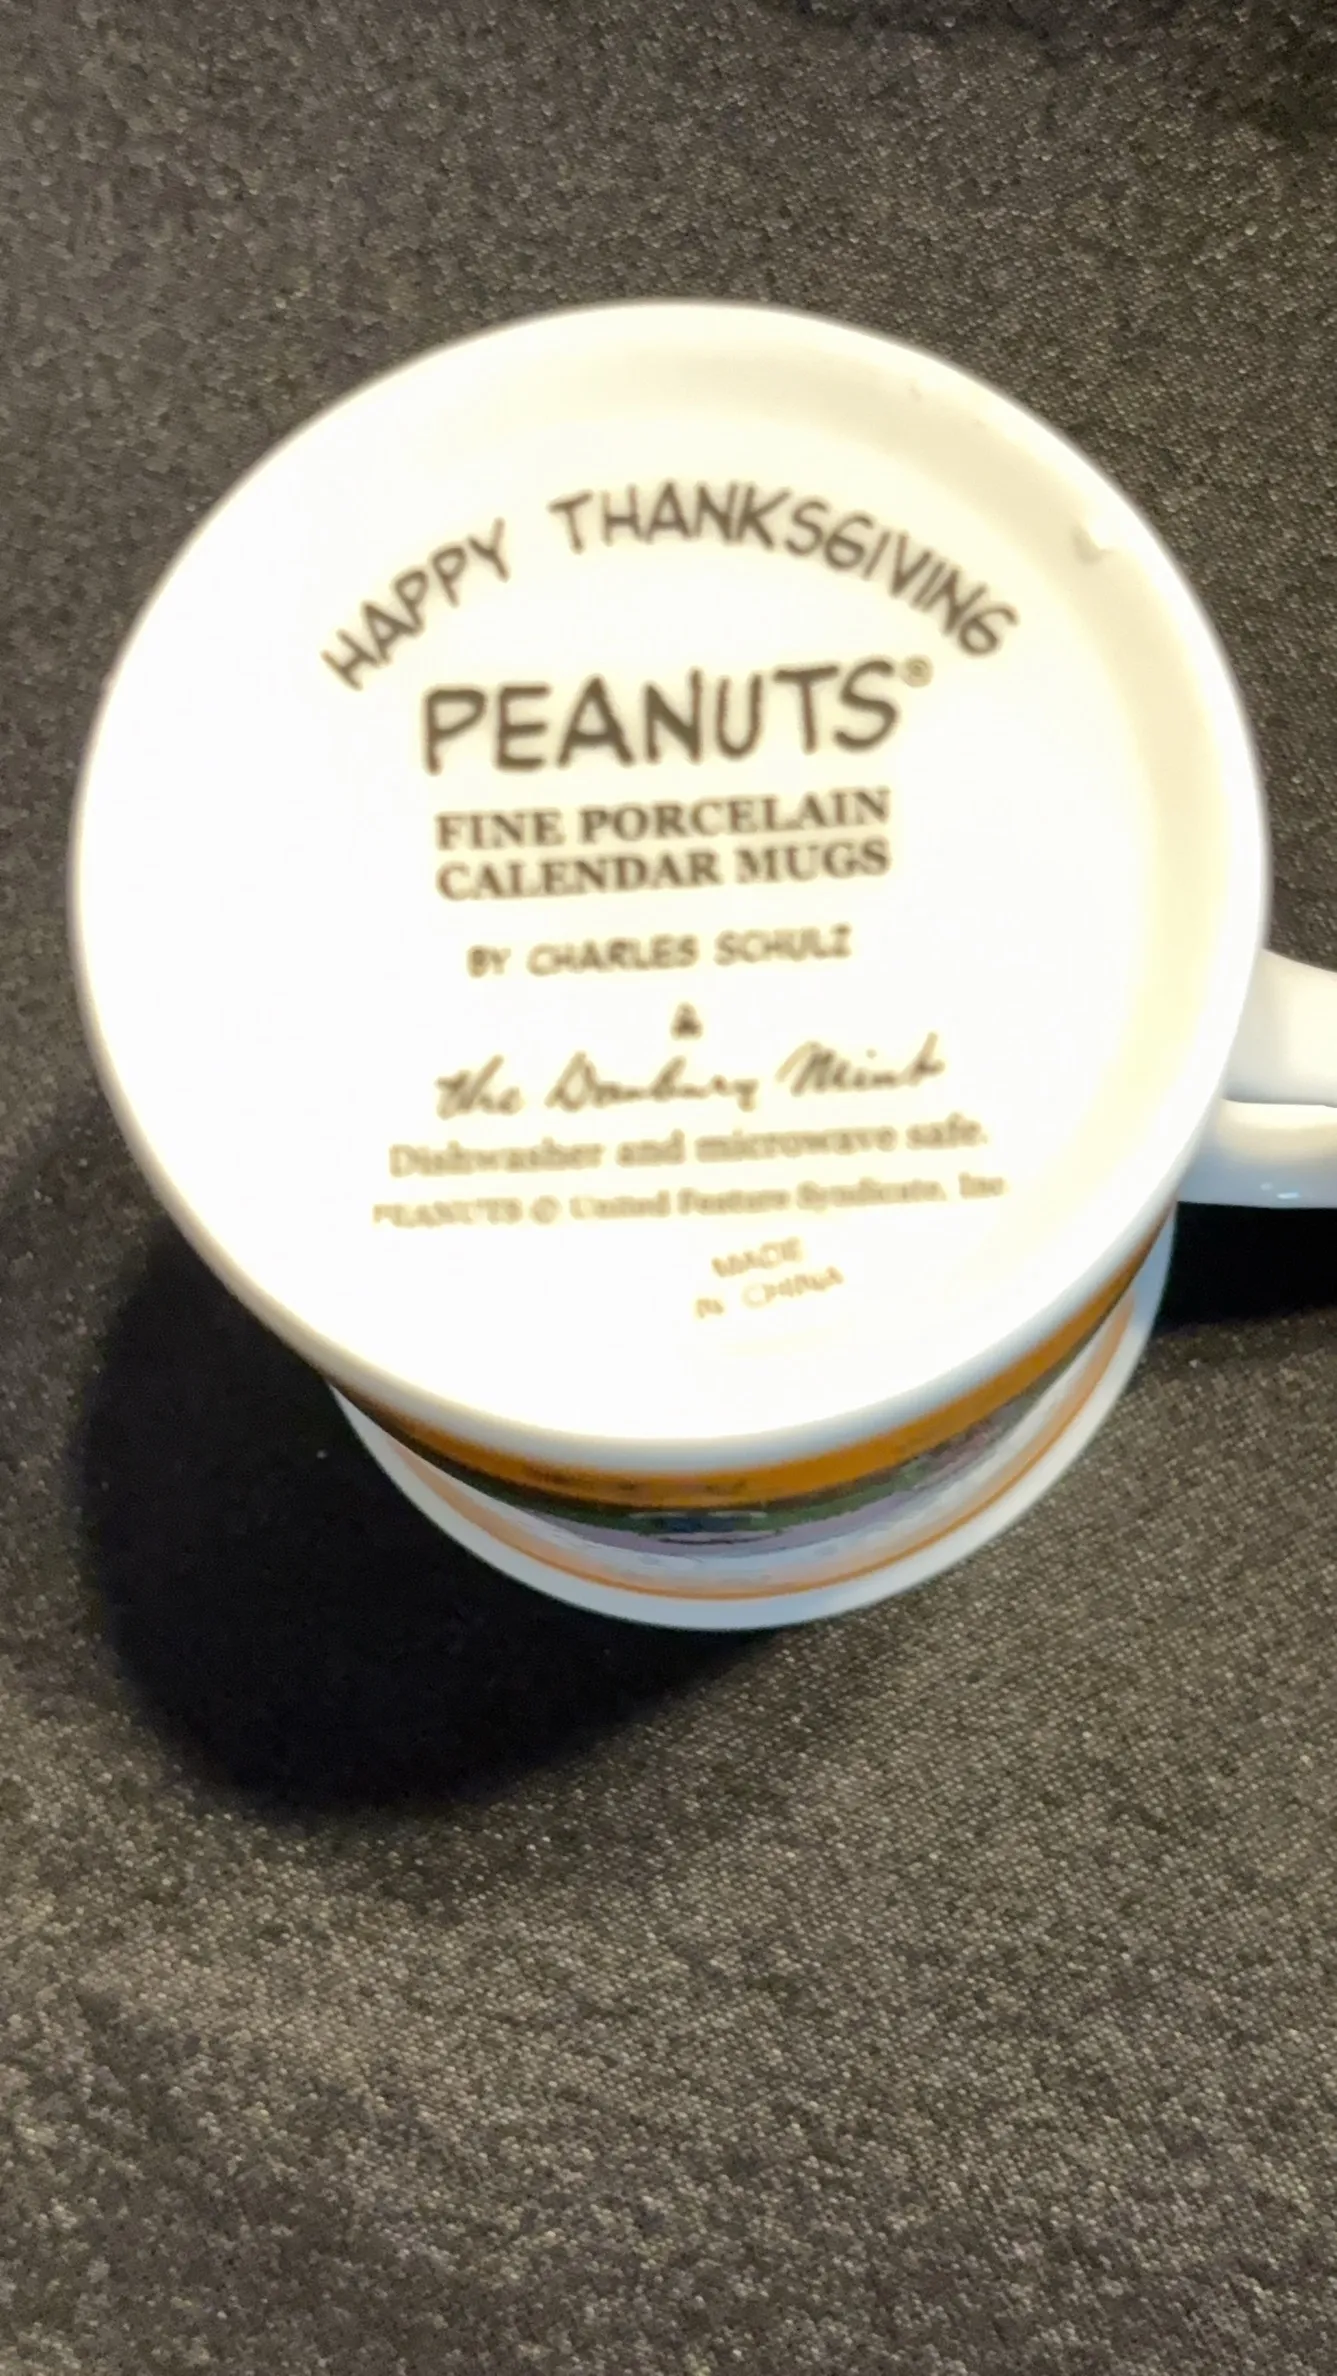 HAPPY THANKSGIVING
PEANUTS®
FINE PORCELAIN
CALENDAR MUGS
BY CHARLES SCHULZ
&
The Danbury Mint
Dishwasher and microwave safe.
PEANUTS © United Feature Syndicate, Inc
MADE
IN CHINA